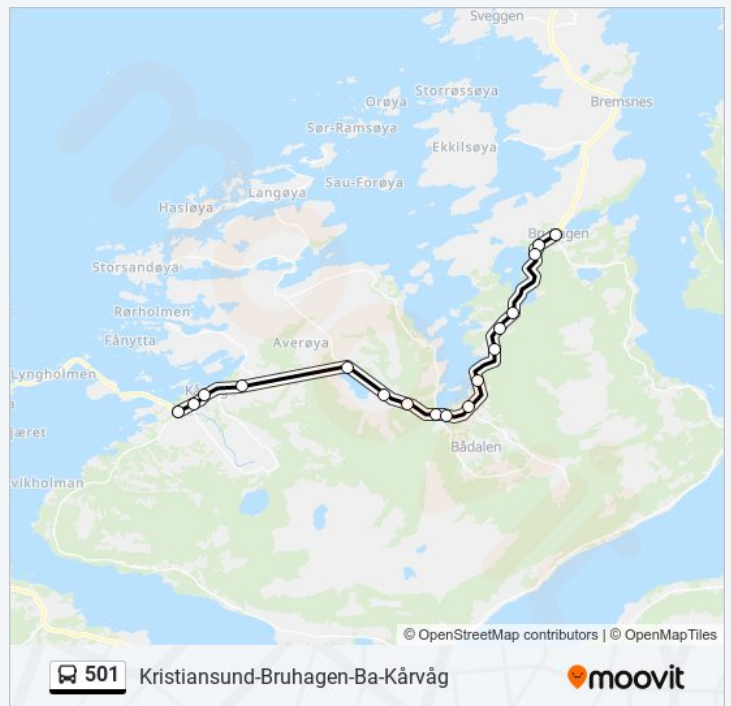 Sveggen
Storrøssøya
Orøya
Bremsnes
Sør-Ramsøya
Ekkilsøya
Sau-Forøya
Langøya
Hasløya
Storsandøya
Rørholmen
Fånytta
Averøya
Lyngholmen
Bådalen
© OpenStreetMap contributors | © OpenMapTiles
501 Kristiansund-Bruhagen-Ba-Kårvåg
moovit